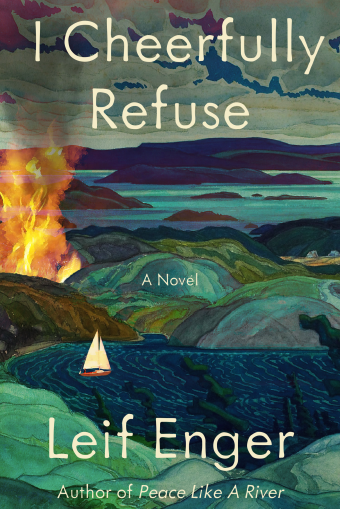 I Cheerfully
Refuse
A Novel
Leif Enger
Author of Peace Like A River